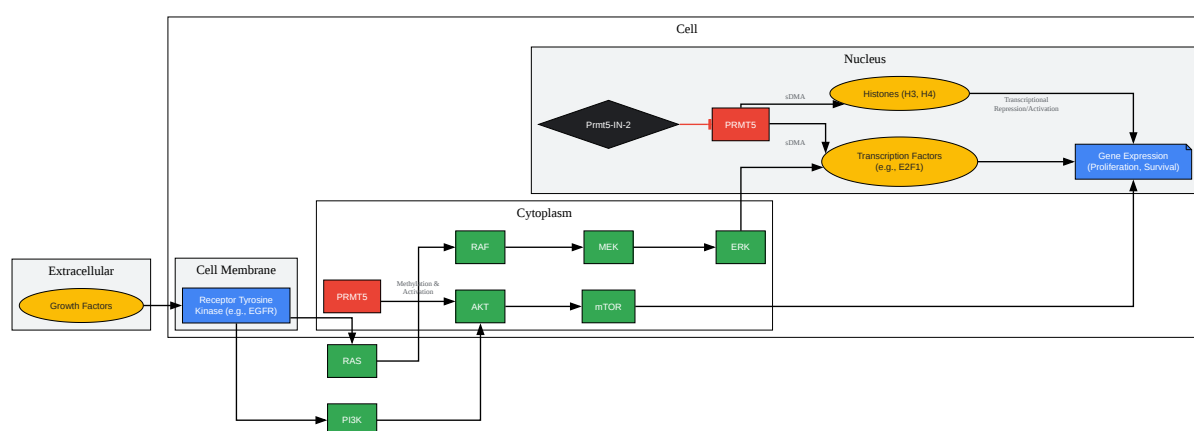 Cell
Nucleus
Prmt5-IN-2
PRMT5
sDMA
sDMA
Histones (H3, H4)
Transcriptional
Repression/Activation
Transcription Factors
(e.g., E2F1)
Gene Expression
(Proliferation, Survival)
Cytoplasm
RAF
MEK
ERK
PRMT5
Methylation &
Activation
AKT
mTOR
Extracellular
Growth Factors
Cell Membrane
Receptor Tyrosine
Kinase (e.g., EGFR)
RAS
PI3K